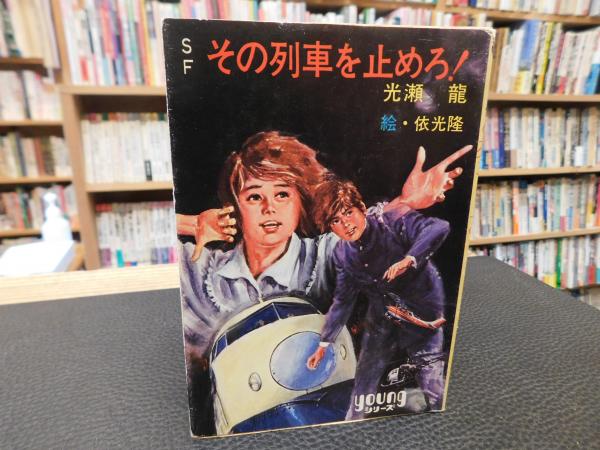 SF
その列車を止めろ!
光瀬 龍
絵・依光隆
young
シリーズ